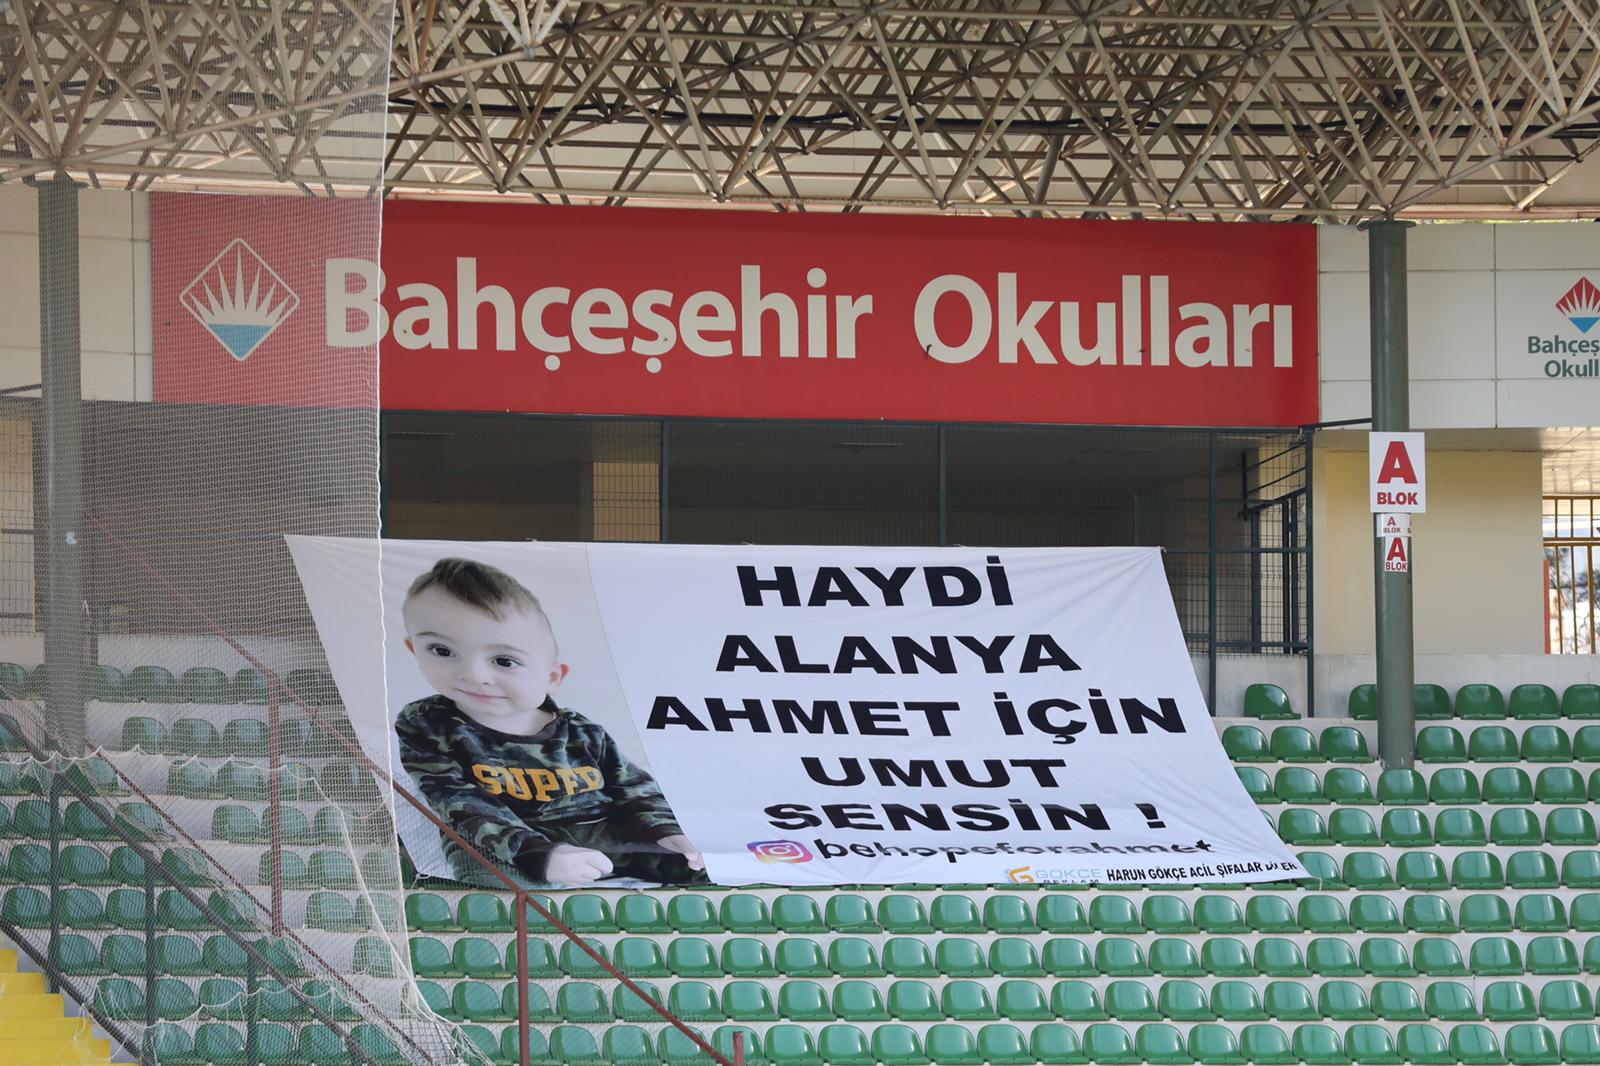 Bahçeşehir Okulları
Bahçeş
Okull
A
BLOK
A
BLOK
A
BLOK
HAYDİ
ALANYA
AHMET İÇİN
UMUT
SENSİN !
SUPER
behopeforahmet
GÖKÇE
REKLAM
HARUN GÖKÇE ACİL ŞİFALAR DİLER